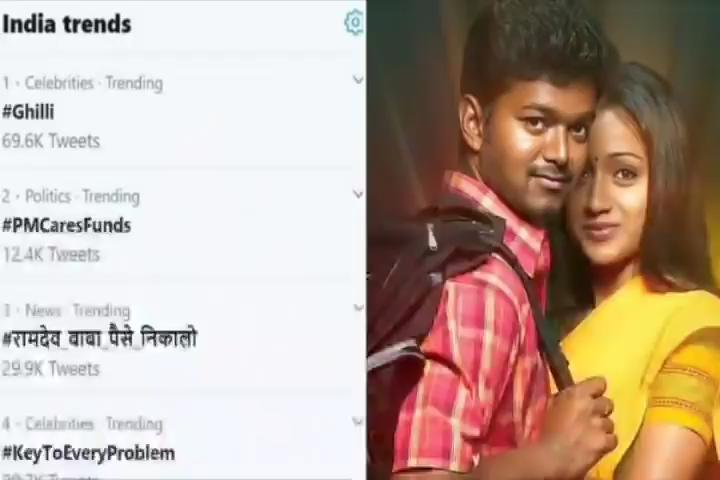 India trends
1 · Celebrities · Trending
#Ghilli
69.6K Tweets
2 · Politics · Trending
#PMCaresFunds
12.4K Tweets
3 · News · Trending
#रामदेव_बाबा_पैसे_निकालो
29.9K Tweets
4 · Celebrities · Trending
#KeyToEveryProblem
Tweets